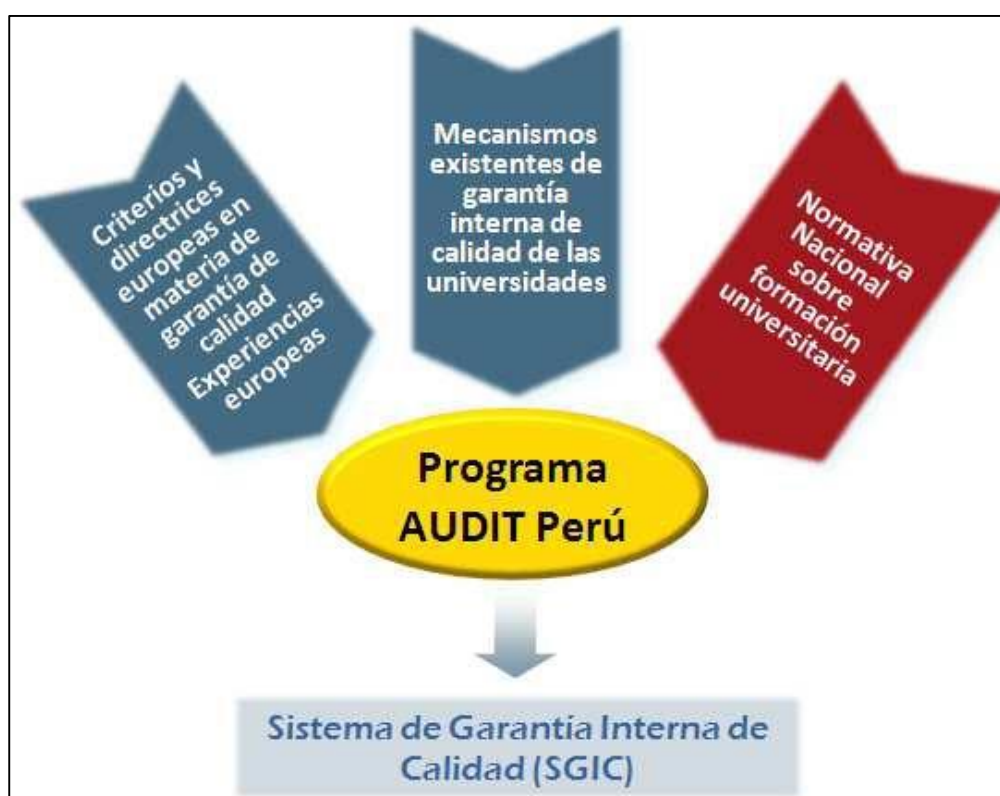 Criterios y
directrices
europeas en
materia de
garantía de
calidad
Experiencias
europeas
Mecanismos
existentes de
garantía
interna de
calidad de las
universidades
Normativa
Nacional
sobre
formación
universitaria
Programa
AUDIT Perú
Sistema de Garantía Interna de
Calidad (SGIC)